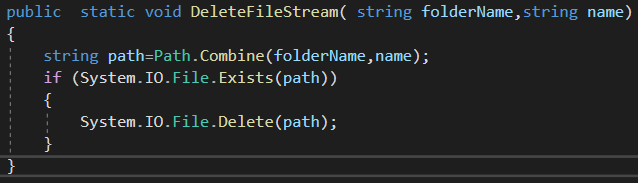 public  static void DeleteFileStream( string folderName,string name)
{
    string path=Path.Combine(folderName,name);
    if (System.IO.File.Exists(path))
    {
        System.IO.File.Delete(path);
    }
}